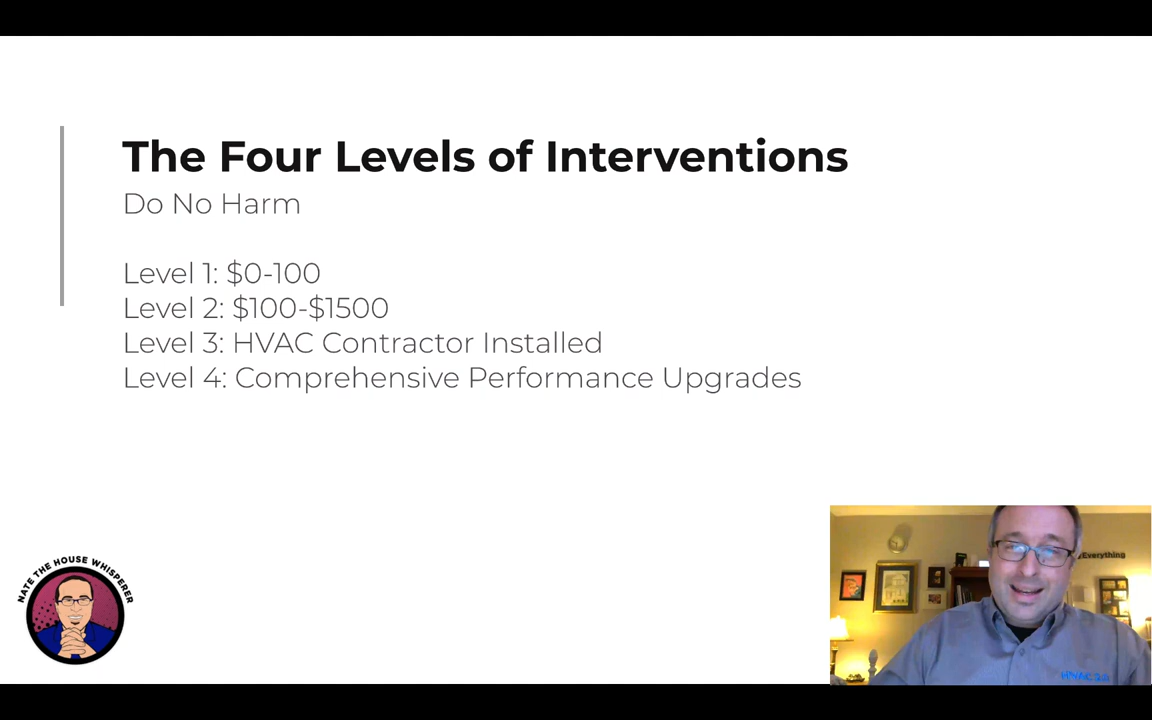 The Four Levels of Interventions
Do No Harm
Level 1: $0-100
Level 2: $100-$1500
Level 3: HVAC Contractor Installed
Level 4: Comprehensive Performance Upgrades
NATE THE HOUSE WHISPERER